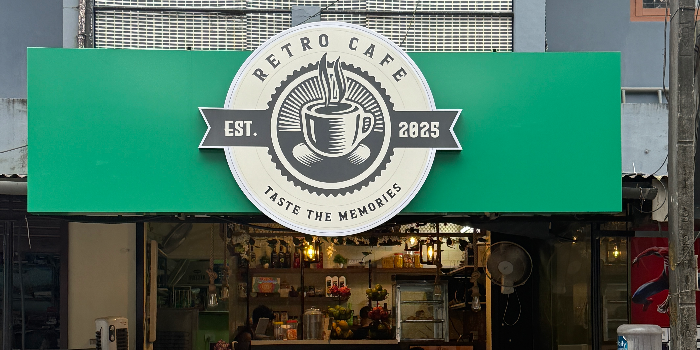 RETRO CAFE
EST. 2025
TASTE THE MEMORIES